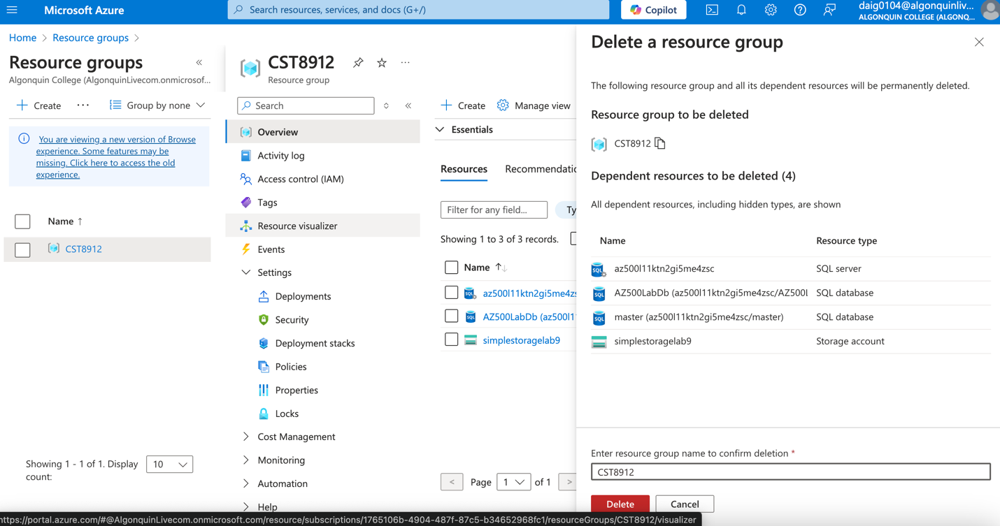 Microsoft Azure
Search resources, services, and docs (G+/)
Copilot
daig0104@algonquinlive...
ALGONQUIN COLLEGE (ALGONQ...
Home > Resource groups >
Resource groups
Algonquin College (AlgonquinLivecom.onmicrosof...
Create
Group by none
You are viewing a new version of Browse
experience. Some features may be
missing. Click here to access the old
experience.
Name ↑
CST8912
Showing 1 - 1 of 1. Display
count:
10
CST8912
Resource group
Search
Overview
Activity log
Access control (IAM)
Tags
Resource visualizer
Events
Settings
Deployments
Security
Deployment stacks
Policies
Properties
Locks
Cost Management
Monitoring
Automation
Help
Create
Manage view
Essentials
Resources
Recommendatio
Filter for any field...
Ty
Showing 1 to 3 of 3 records.
Name ↑↓
az500l11ktn2gi5me4zs
AZ500LabDb (az500l1
simplestoragelab9
< Page 1 of 1 >
Delete a resource group
The following resource group and all its dependent resources will be permanently deleted.
Resource group to be deleted
CST8912
Dependent resources to be deleted (4)
All dependent resources, including hidden types, are shown
Name Resource type
az500l11ktn2gi5me4zsc SQL server
AZ500LabDb (az500l11ktn2gi5me4zsc/AZ500L SQL database
master (az500l11ktn2gi5me4zsc/master) SQL database
simplestoragelab9 Storage account
Enter resource group name to confirm deletion *
CST8912
Delete
Cancel
https://portal.azure.com/#@AlgonquinLivecom.onmicrosoft.com/resource/subscriptions/1765106b-4904-487f-87c5-b34652968fc1/resourceGroups/CST8912/visualizer